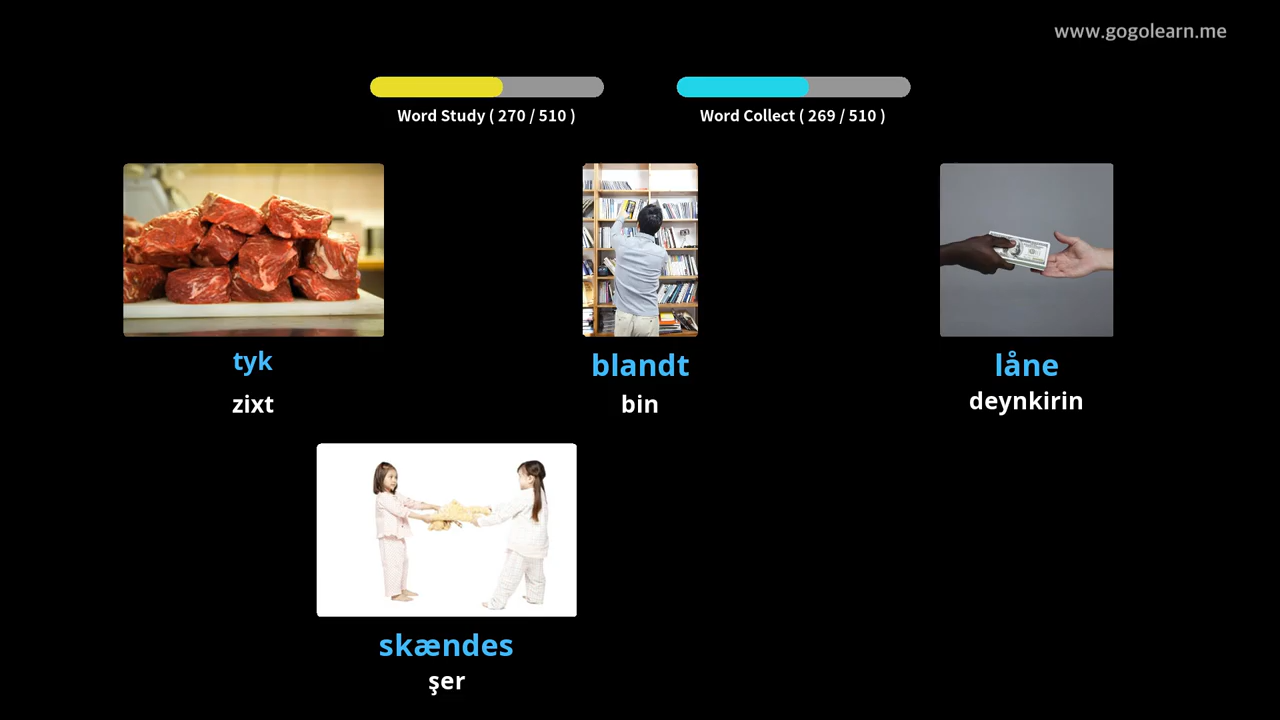 www.gogolearn.me
Word Study ( 270 / 510 )
Word Collect ( 269 / 510 )
tyk
zixt
blandt
bin
låne
deynkirin
skændes
şer